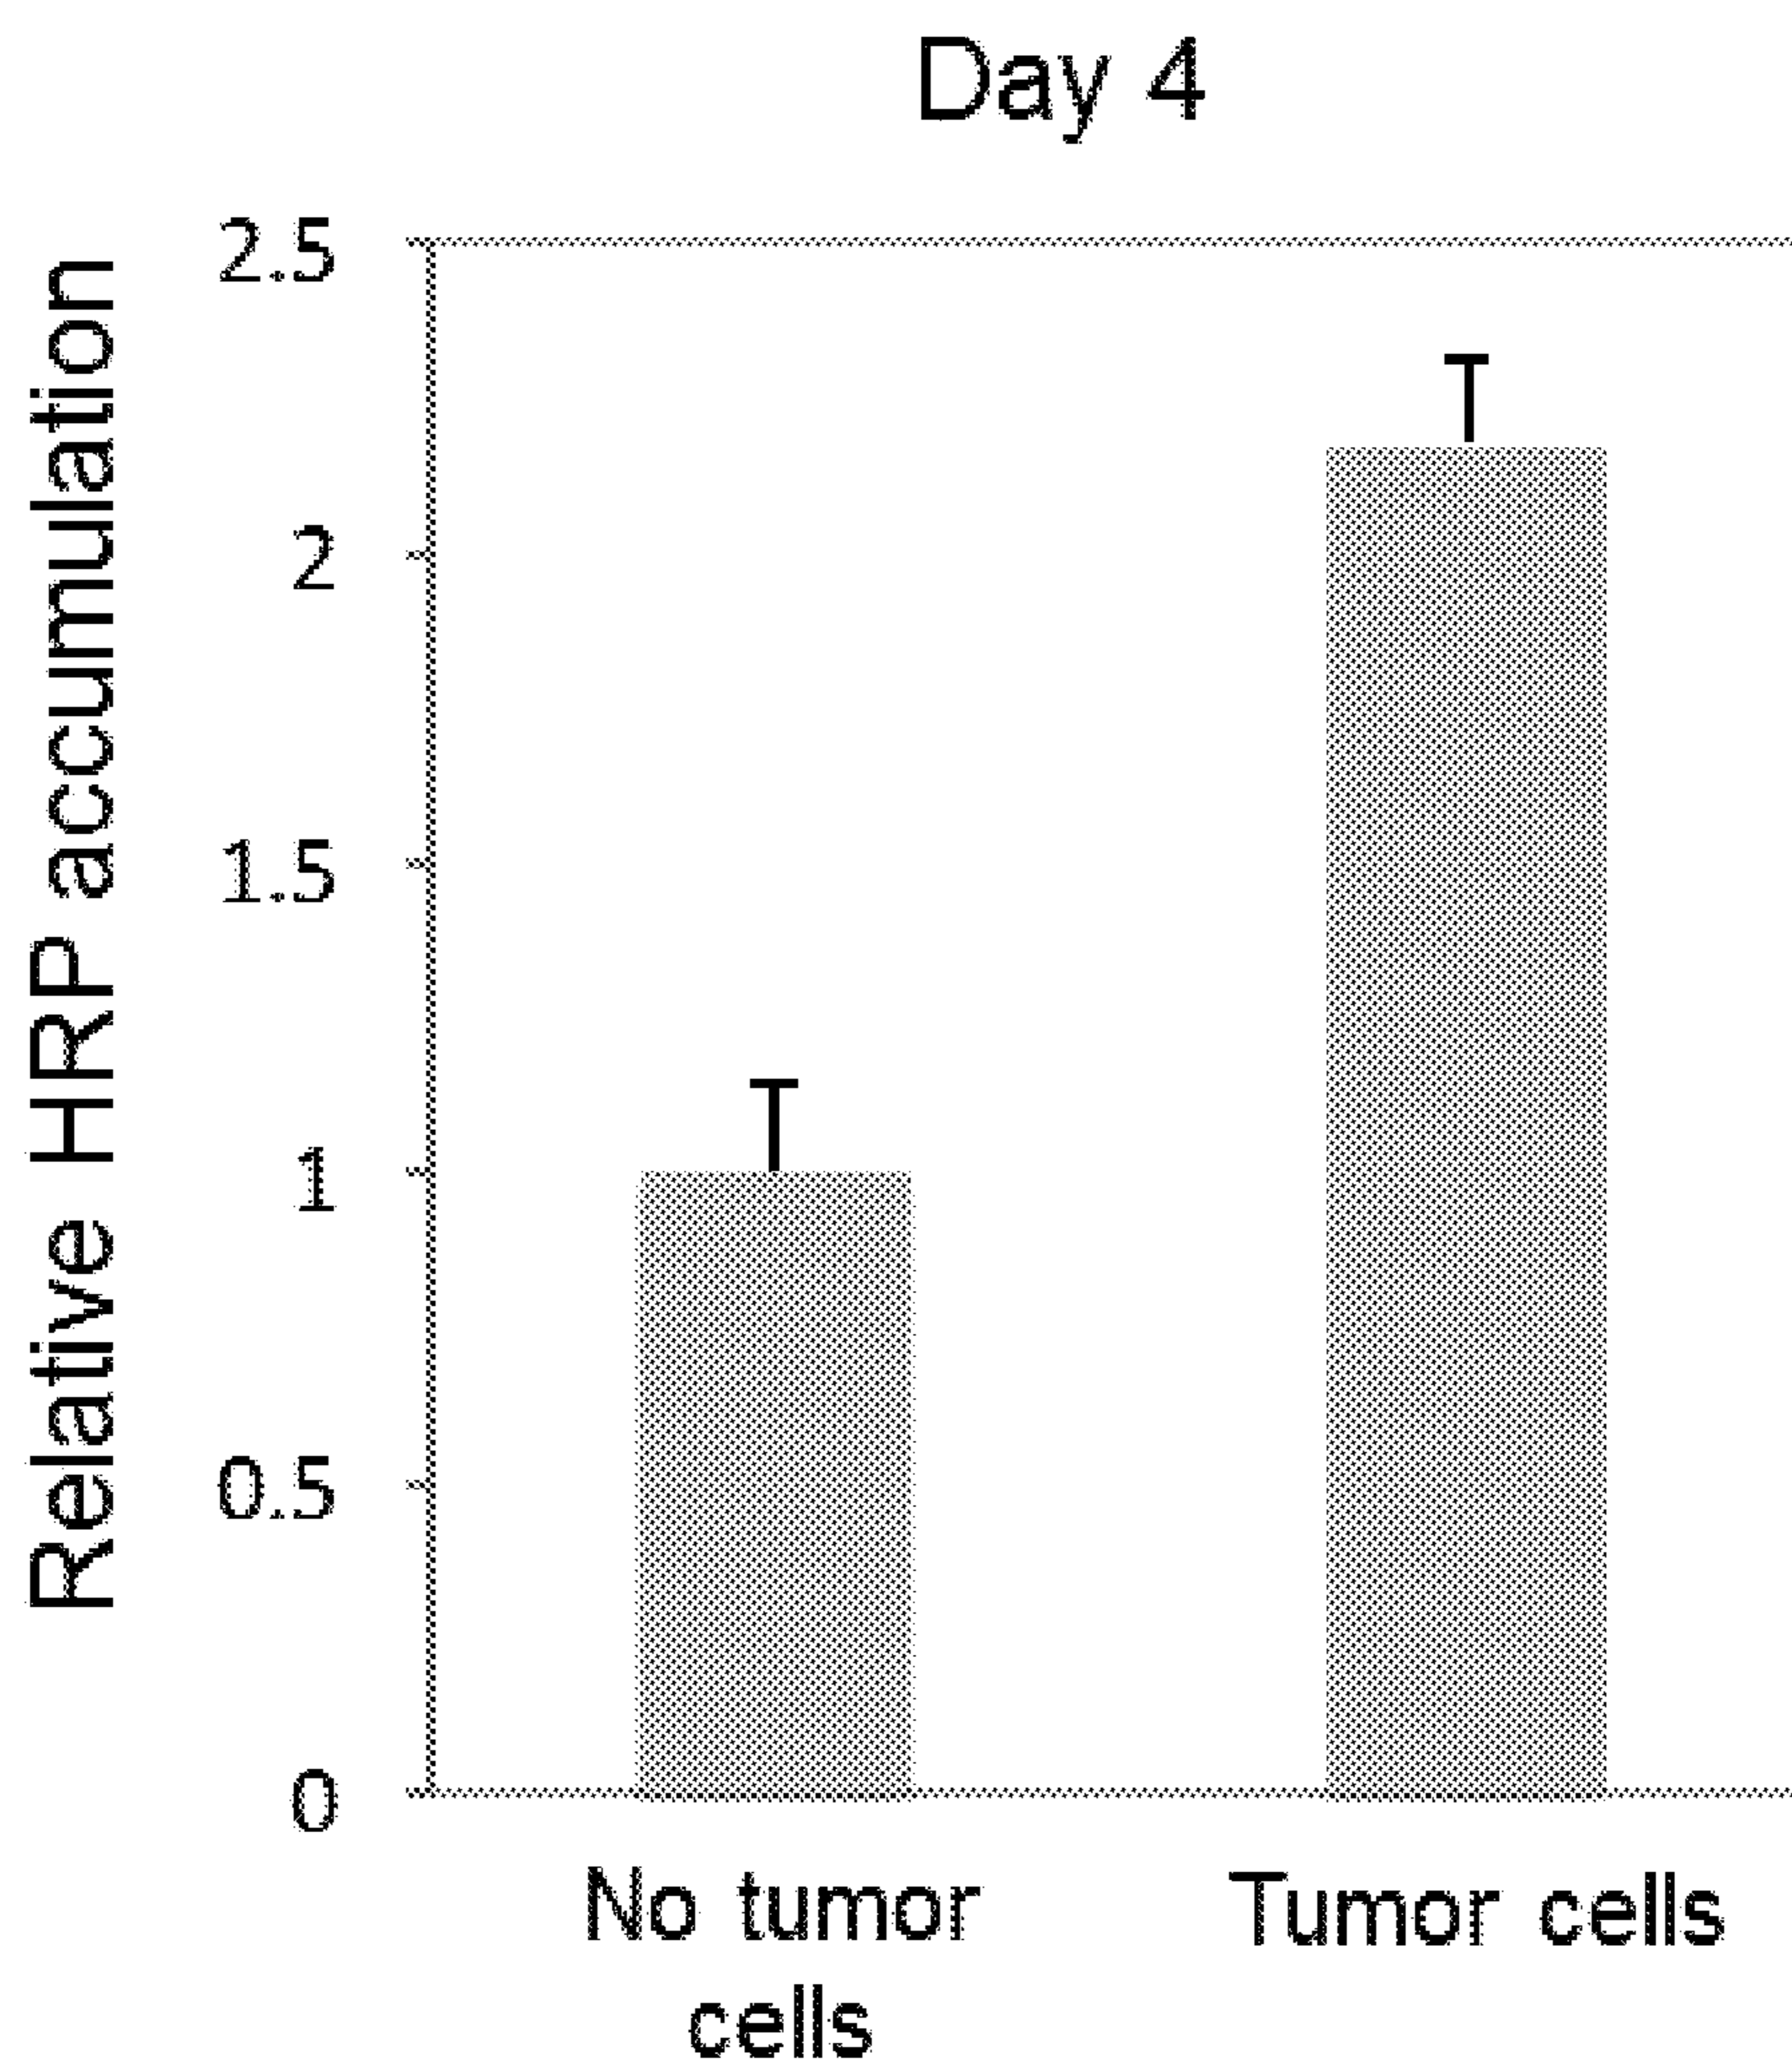 Day 4
Relative HRP accumulation
2.5
2
1.5
1
0.5
0
No tumor
cells
Tumor cells